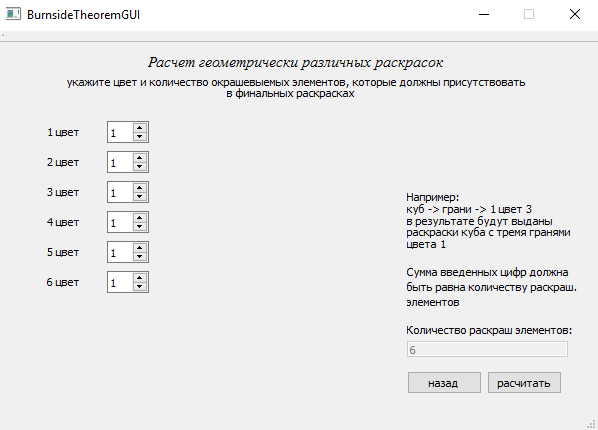 BurnsideTheoremGUI
Расчет геометрически различных раскрасок
укажите цвет и количество окрашевыемых элементов, которые должны присутствовать
в финальных раскрасках
1 цвет 1
2 цвет 1
3 цвет 1
4 цвет 1
5 цвет 1
6 цвет 1
Например:
куб -> грани -> 1 цвет 3
в результате будут выданы
раскраски куба с тремя гранями
цвета 1
Сумма введенных цифр должна
быть равна количеству раскраш.
элементов
Количество раскраш элементов:
6
назад расчитать